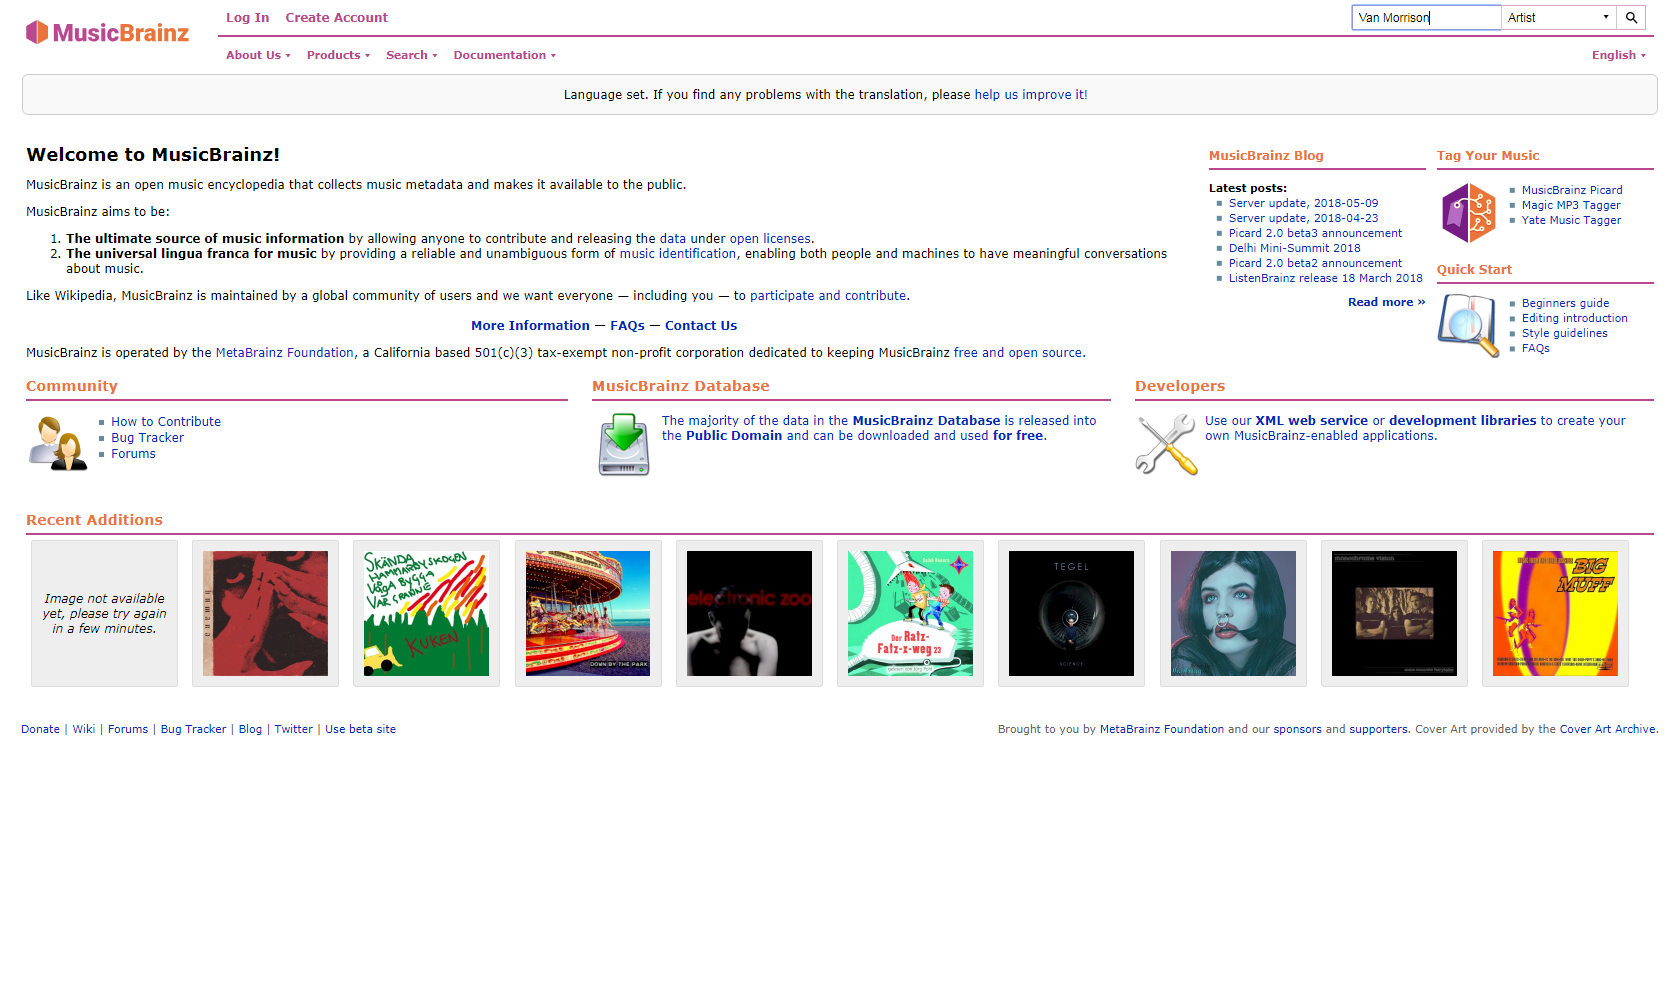 MusicBrainz
Log In Create Account
Van Morrison Artist
About Us Products Search Documentation
English
Language set. If you find any problems with the translation, please help us improve it!
Welcome to MusicBrainz!
MusicBrainz is an open music encyclopedia that collects music metadata and makes it available to the public.
MusicBrainz aims to be:
1. The ultimate source of music information by allowing anyone to contribute and releasing the data under open licenses.
2. The universal lingua franca for music by providing a reliable and unambiguous form of music identification, enabling both people and machines to have meaningful conversations
about music.
Like Wikipedia, MusicBrainz is maintained by a global community of users and we want everyone — including you — to participate and contribute.
More Information — FAQs — Contact Us
MusicBrainz is operated by the MetaBrainz Foundation, a California based 501(c)(3) tax-exempt non-profit corporation dedicated to keeping MusicBrainz free and open source.
MusicBrainz Blog
Latest posts:
Server update, 2018-05-09
Server update, 2018-04-23
Picard 2.0 beta3 announcement
Delhi Mini-Summit 2018
Picard 2.0 beta2 announcement
ListenBrainz release 18 March 2018
Read more »
Tag Your Music
MusicBrainz Picard
Magic MP3 Tagger
Yate Music Tagger
Quick Start
Beginners guide
Editing introduction
Style guidelines
FAQs
Community
How to Contribute
Bug Tracker
Forums
MusicBrainz Database
The majority of the data in the MusicBrainz Database is released into
the Public Domain and can be downloaded and used for free.
Developers
Use our XML web service or development libraries to create your
own MusicBrainz-enabled applications.
Recent Additions
Image not available
yet, please try again
in a few minutes.
SKÄNDA
HAMMARBYSKOGEN
VÅGA BYGGA
VAR GRANNE
KUKEN
DOWN BY THE PARK
electronic zoo
Der Ratz-
Fatz-x-weg 23
TEGEL
SCIENCE
monochrome vision
BIG
MUFF
Donate | Wiki | Forums | Bug Tracker | Blog | Twitter | Use beta site
Brought to you by MetaBrainz Foundation and our sponsors and supporters. Cover Art provided by the Cover Art Archive.